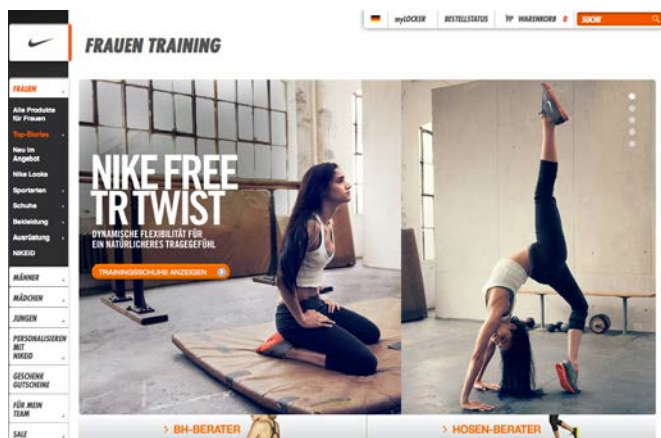 myLOCKER
BESTELLSTATUS
WARENKORB 0
SUCHE
FRAUEN TRAINING
FRAUEN
Alle Produkte
für Frauen
Top-Stories
Neu im
Angebot
Nike Looks
Sportarten
Schuhe
Bekleidung
Ausrüstung
NIKEiD
MÄNNER
MÄDCHEN
JUNGEN
PERSONALISIEREN
MIT
NIKEiD
GESCHENK
GUTSCHEINE
FÜR MEIN
TEAM
SALE
NIKE FREE
TR TWIST
DYNAMISCHE FLEXIBILITÄT FÜR
EIN NATÜRLICHERES TRAGEGEFÜHL
TRAININGSSCHUHE ANZEIGEN
BH-BERATER
HOSEN-BERATER